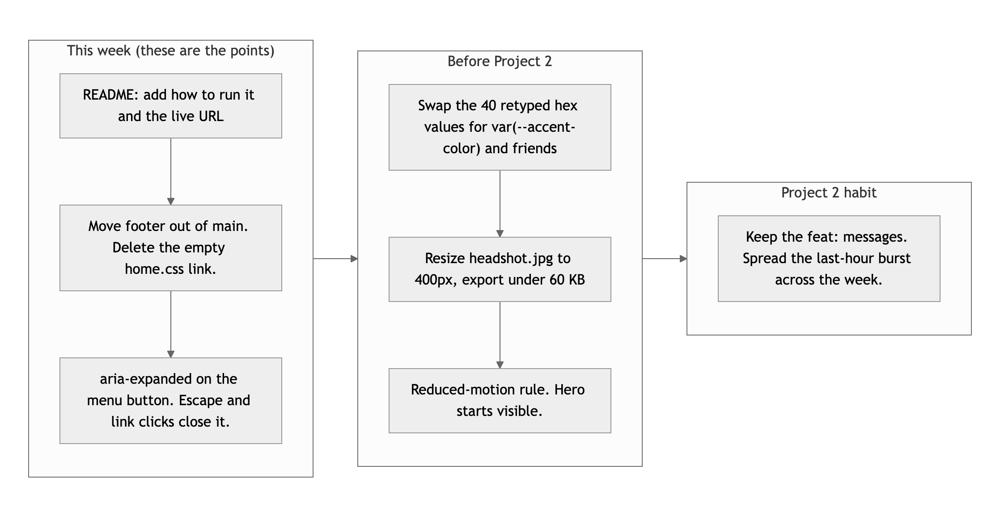 This week (these are the points)
README: add how to run it
and the live URL
Move footer out of main.
Delete the empty
home.css link.
aria-expanded on the
menu button. Escape and
link clicks close it.
Before Project 2
Swap the 40 retyped hex
values for var(--accent-
color) and friends
Resize headshot.jpg to
400px, export under 60 KB
Reduced-motion rule. Hero
starts visible.
Project 2 habit
Keep the feat: messages.
Spread the last-hour burst
across the week.